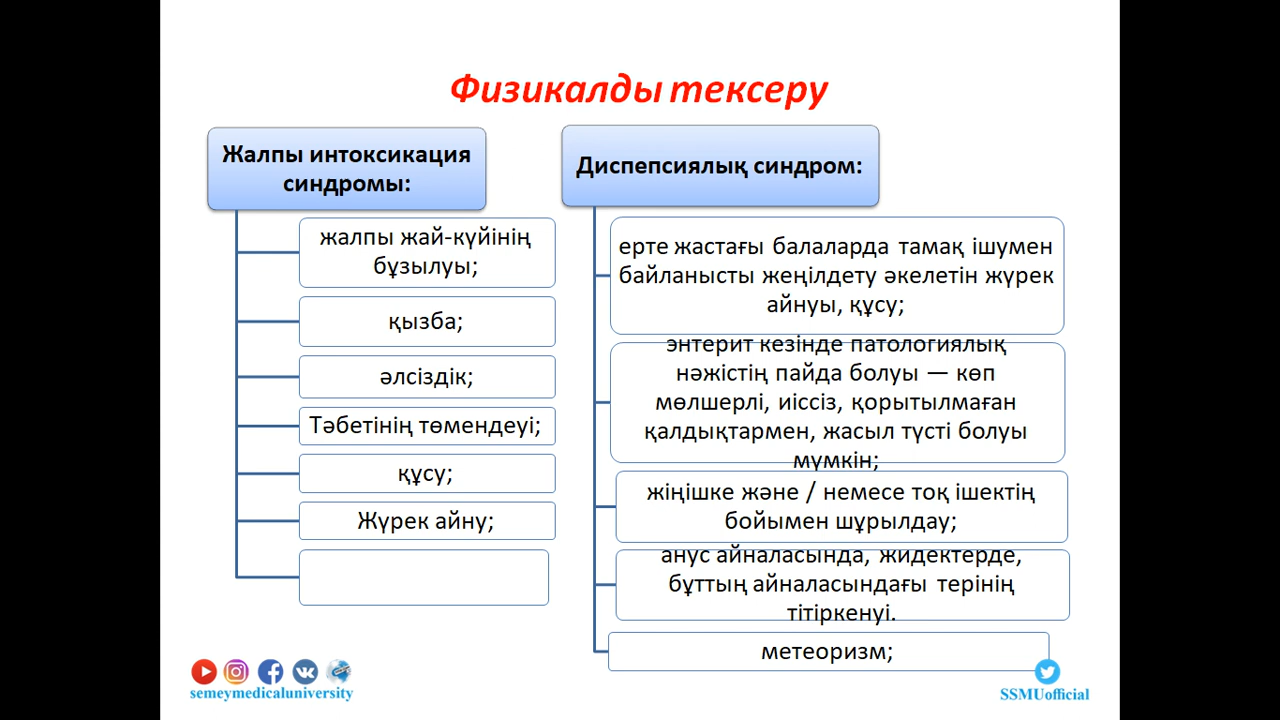 Физикалды тексеру
Жалпы интоксикация
синдромы:
жалпы жай-күйінің
бұзылуы;
қызба;
әлсіздік;
Тәбетінің төмендеуі;
құсу;
Жүрек айну;
Диспепсиялық синдром:
ерте жастағы балаларда тамақ ішумен
байланысты жеңілдету әкелетін жүрек
айнуы, құсу;
энтерит кезінде патологиялық
нәжістің пайда болуы — көп
мөлшерлі, иіссіз, қорытылмаған
қалдықтармен, жасыл түсті болуы
мүмкін;
жіңішке және / немесе тоқ ішектің
бойымен шұрылдау;
анус айналасында, жидектерде,
бұттың айналасындағы терінің
тітіркенуі.
метеоризм;
semeymedicaluniversity
SSMUofficial